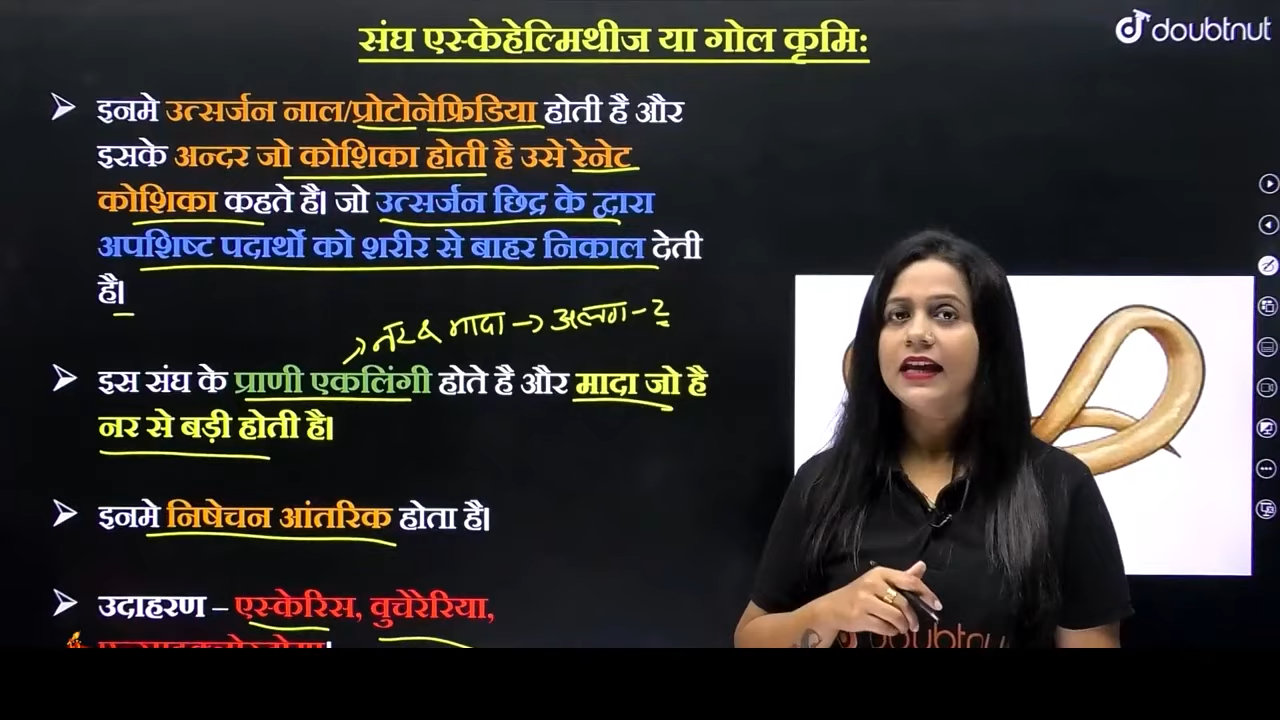 संघ एस्केहेल्मिथीज या गोल कृमि:
doubtnut
इनमे उत्सर्जन नाल/प्रोटोनेफ्रिडिया होती है और
इसके अन्दर जो कोशिका होती है उसे रेनेट
कोशिका कहते है। जो उत्सर्जन छिद्र के द्वारा
अपशिष्ट पदार्थो को शरीर से बाहर निकाल देती
है।
नर & मादा → अलग-2
इस संघ के प्राणी एकलिंगी होते है और मादा जो है
नर से बड़ी होती है।
इनमे निषेचन आंतरिक होता है।
उदाहरण – एस्केरिस, वुचेरेरिया,
doubtnu